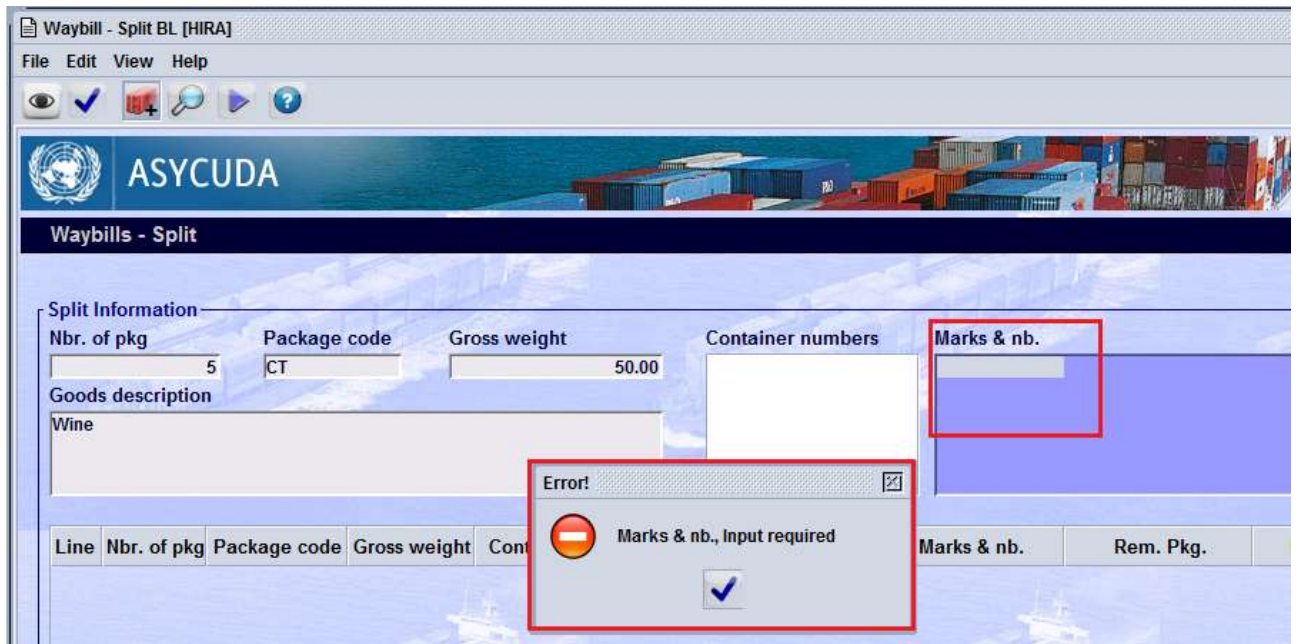 Waybill - Split BL [HIRA]
File Edit View Help
ASYCUDA
Waybills - Split
Split Information
Nbr. of pkg Package code Gross weight Container numbers Marks & nb.
5 CT 50.00
Goods description
Wine
Error!
Marks & nb., Input required
Line Nbr. of pkg Package code Gross weight Cont Marks & nb. Rem. Pkg.